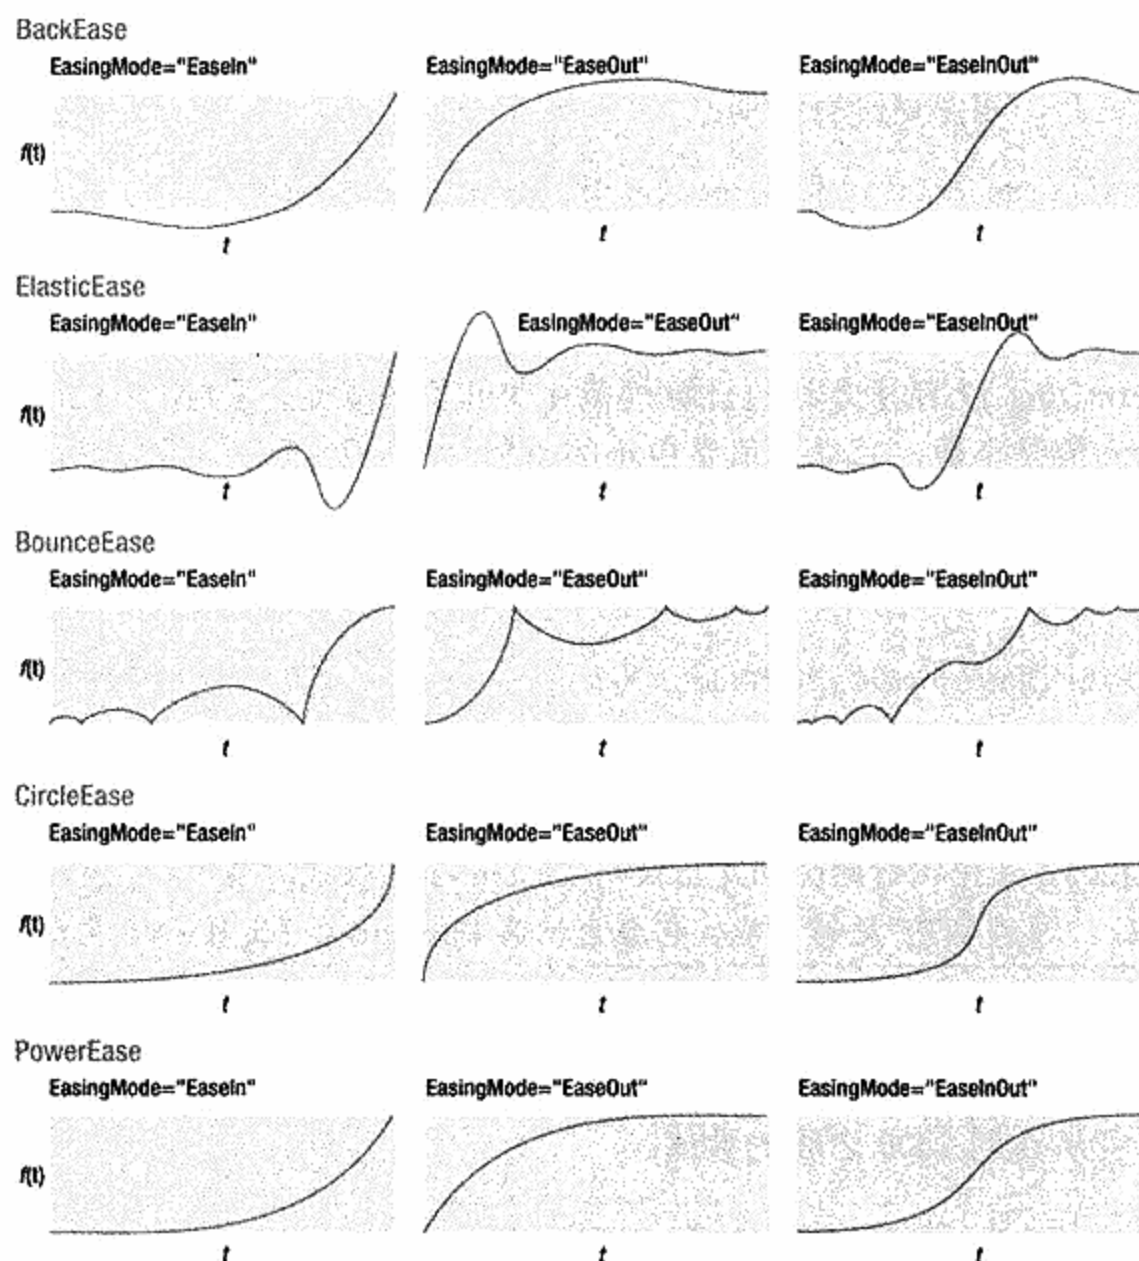 BackEase
EasingMode="EaseIn" EasingMode="EaseOut" EasingMode="EaseInOut"
f(t)
t t t
ElasticEase
EasingMode="EaseIn" EasingMode="EaseOut" EasingMode="EaseInOut"
f(t)
t t t
BounceEase
EasingMode="EaseIn" EasingMode="EaseOut" EasingMode="EaseInOut"
f(t)
t t t
CircleEase
EasingMode="EaseIn" EasingMode="EaseOut" EasingMode="EaseInOut"
f(t)
t t t
PowerEase
EasingMode="EaseIn" EasingMode="EaseOut" EasingMode="EaseInOut"
f(t)
t t t